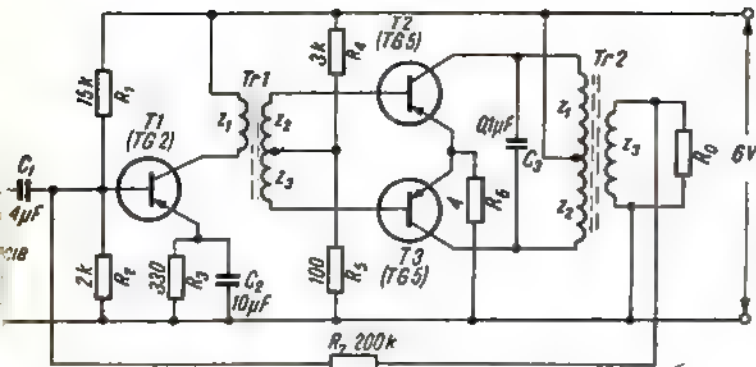 T2
(TG5)
3k
R4
Tr1
Tr2
15k
R1
T1
(TG2)
z1
z2
z3
0,1µF
C3
z1
z2
z3
R0
6V
C1
4µF
2k
R2
330
R3
C2
10µF
100
R5
4
R6
T3
(TG5)
R7 200k